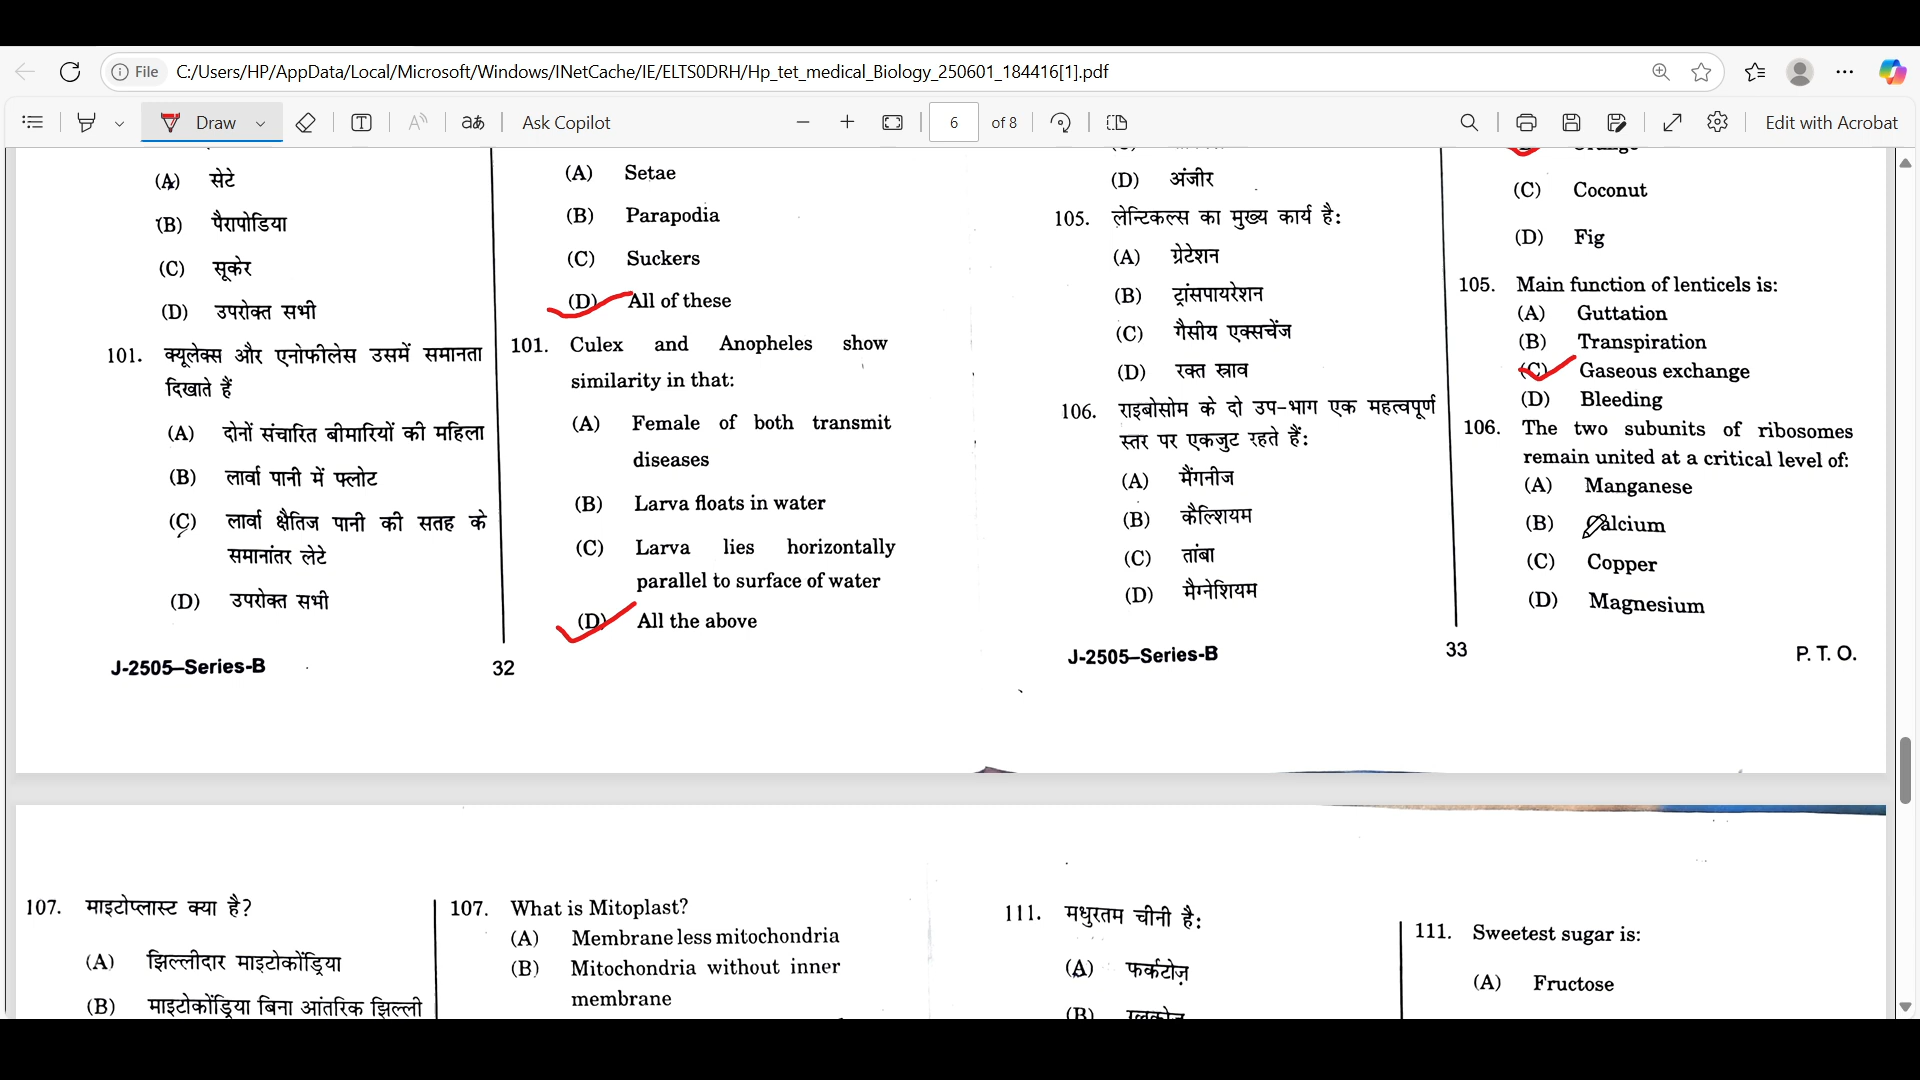 File C:/Users/HP/AppData/Local/Microsoft/Windows/INetCache/IE/ELTS0DRH/Hp_tet_medical_Biology_250601_184416[1].pdf
Draw aあ Ask Copilot 6 of 8 Edit with Acrobat
(A) सेटे
(B) पैरापोडिया
(C) सूकेर
(D) उपरोक्त सभी
101. क्यूलेक्स और एनोफीलेस उसमें समानता
दिखाते हैं
(A) दोनों संचारित बीमारियों की महिला
(B) लार्वा पानी में फ्लोट
(C) लार्वा क्षैतिज पानी की सतह के
समानांतर लेटे
(D) उपरोक्त सभी
(A) Setae
(B) Parapodia
(C) Suckers
(D) All of these
101. Culex and Anopheles show
similarity in that:
(A) Female of both transmit
diseases
(B) Larva floats in water
(C) Larva lies horizontally
parallel to surface of water
(D) All the above
J-2505–Series-B 32
(D) अंजीर
105. लेन्टिकल्स का मुख्य कार्य है:
(A) ग्रेटेशन
(B) ट्रांसपायरेशन
(C) गैसीय एक्सचेंज
(D) रक्त स्राव
106. राइबोसोम के दो उप-भाग एक महत्वपूर्ण
स्तर पर एकजुट रहते हैं:
(A) मैंगनीज
(B) कैल्शियम
(C) तांबा
(D) मैग्नेशियम
(C) Coconut
(D) Fig
105. Main function of lenticels is:
(A) Guttation
(B) Transpiration
(C) Gaseous exchange
(D) Bleeding
106. The two subunits of ribosomes
remain united at a critical level of:
(A) Manganese
(B) Calcium
(C) Copper
(D) Magnesium
J-2505–Series-B 33 P. T. O.
107. माइटोप्लास्ट क्या है?
(A) झिल्लीदार माइटोकोंड्रिया
(B) माइटोकोंड्रिया बिना आंतरिक झिल्ली
107. What is Mitoplast?
(A) Membrane less mitochondria
(B) Mitochondria without inner
membrane
111. मधुरतम चीनी है:
(A) फर्कटोज़
(B)
111. Sweetest sugar is:
(A) Fructose